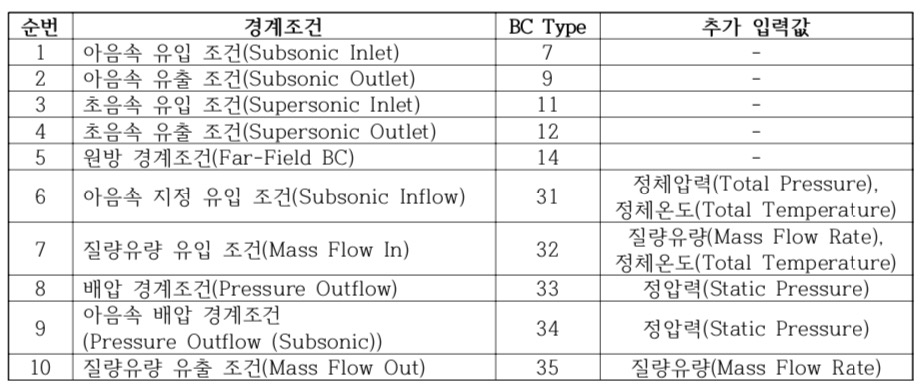 순번 경계조건 BC Type 추가 입력값
1 아음속 유입 조건(Subsonic Inlet) 7 -
2 아음속 유출 조건(Subsonic Outlet) 9 -
3 초음속 유입 조건(Supersonic Inlet) 11 -
4 초음속 유출 조건(Supersonic Outlet) 12 -
5 원방 경계조건(Far-Field BC) 14 -
6 아음속 지정 유입 조건(Subsonic Inflow) 31 정체압력(Total Pressure),
정체온도(Total Temperature)
7 질량유량 유입 조건(Mass Flow In) 32 질량유량(Mass Flow Rate),
정체온도(Total Temperature)
8 배압 경계조건(Pressure Outflow) 33 정압력(Static Pressure)
9 아음속 배압 경계조건
(Pressure Outflow (Subsonic)) 34 정압력(Static Pressure)
10 질량유량 유출 조건(Mass Flow Out) 35 질량유량(Mass Flow Rate)